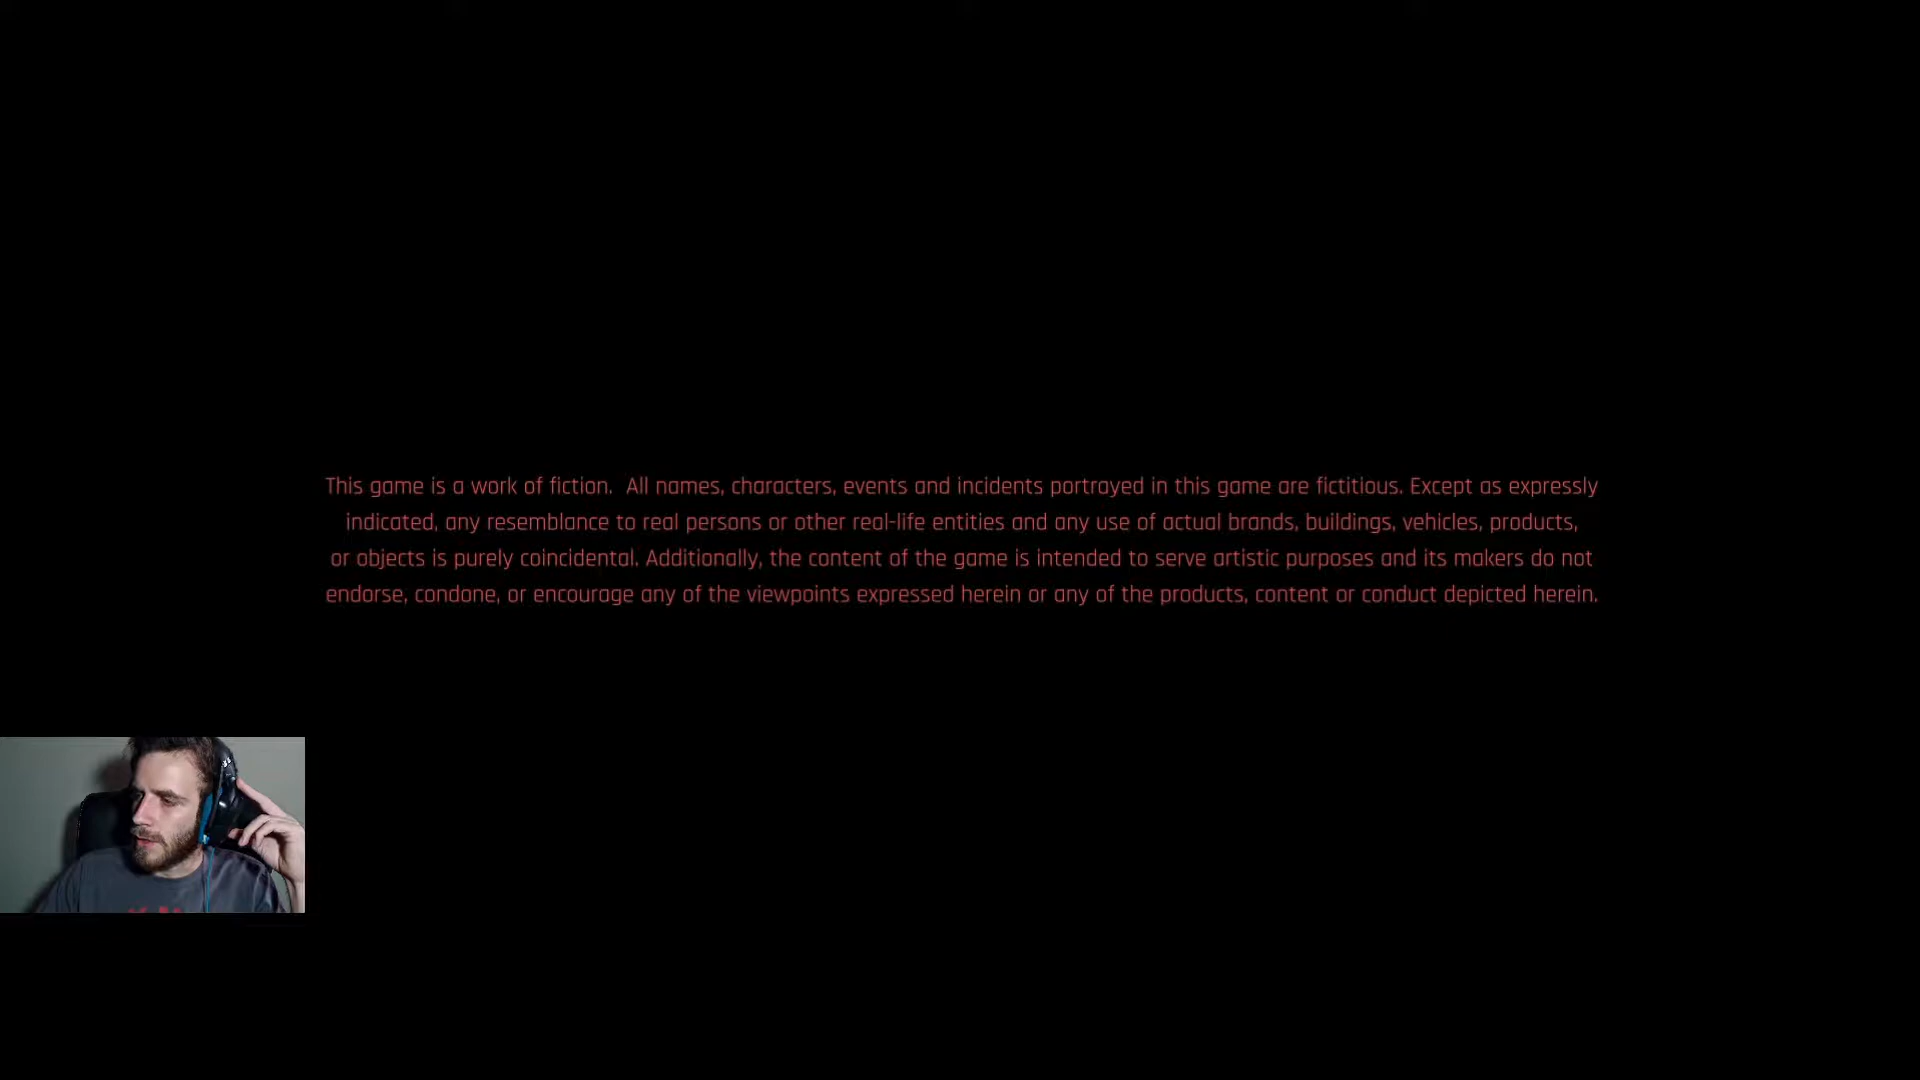 This game is a work of fiction.  All names, characters, events and incidents portrayed in this game are fictitious. Except as expressly
indicated, any resemblance to real persons or other real-life entities and any use of actual brands, buildings, vehicles, products,
or objects is purely coincidental. Additionally, the content of the game is intended to serve artistic purposes and its makers do not
endorse, condone, or encourage any of the viewpoints expressed herein or any of the products, content or conduct depicted herein.